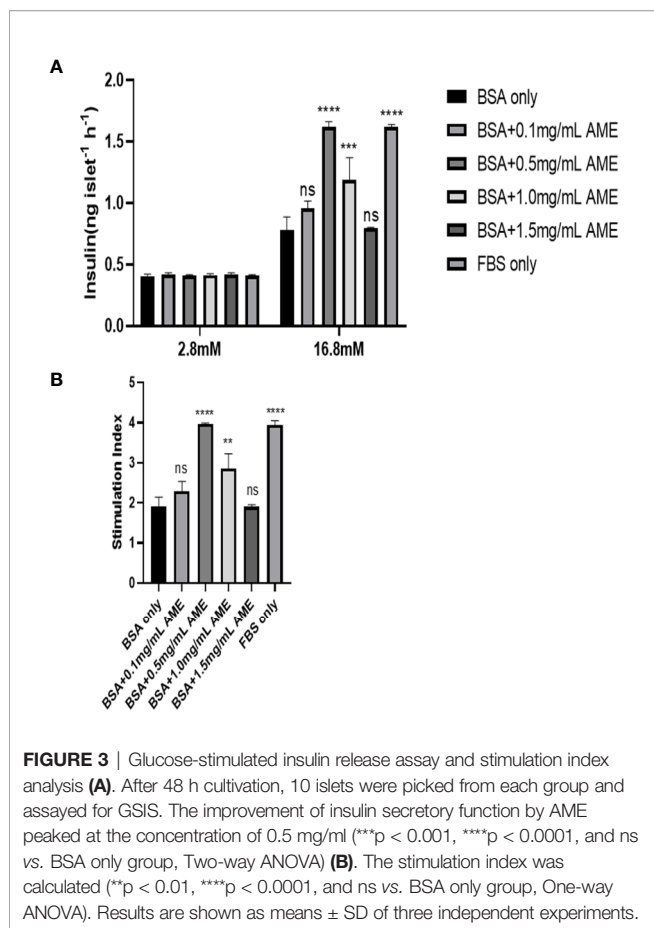 A
2.0
1.5
1.0
0.5
0.0
Insulin(ng islet⁻¹ h⁻¹)
ns
****
***
ns
****
2.8mM
16.8mM
BSA only
BSA+0.1mg/mL AME
BSA+0.5mg/mL AME
BSA+1.0mg/mL AME
BSA+1.5mg/mL AME
FBS only
B
5
4
3
2
1
0
Stimulation Index
ns
****
**
ns
****
BSA only
BSA+0.1mg/mL AME
BSA+0.5mg/mL AME
BSA+1.0mg/mL AME
BSA+1.5mg/mL AME
FBS only
FIGURE 3 | Glucose-stimulated insulin release assay and stimulation index
analysis (A). After 48 h cultivation, 10 islets were picked from each group and
assayed for GSIS. The improvement of insulin secretory function by AME
peaked at the concentration of 0.5 mg/ml (***p < 0.001, ****p < 0.0001, and ns
vs. BSA only group, Two-way ANOVA) (B). The stimulation index was
calculated (**p < 0.01, ****p < 0.0001, and ns vs. BSA only group, One-way
ANOVA). Results are shown as means ± SD of three independent experiments.